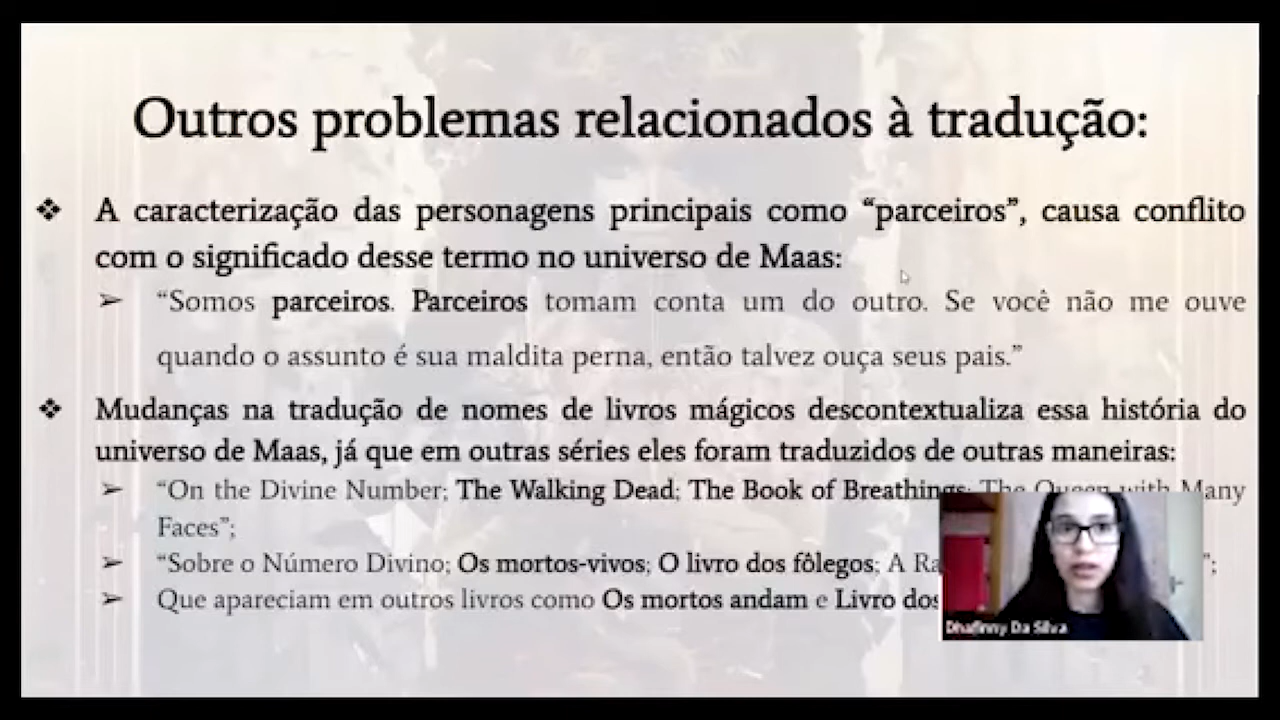 Outros problemas relacionados à tradução:
❖ A caracterização das personagens principais como “parceiros”, causa conflito
com o significado desse termo no universo de Maas:
➢ “Somos parceiros. Parceiros tomam conta um do outro. Se você não me ouve
quando o assunto é sua maldita perna, então talvez ouça seus pais.”
❖ Mudanças na tradução de nomes de livros mágicos descontextualiza essa história do
universo de Maas, já que em outras séries eles foram traduzidos de outras maneiras:
➢ “On the Divine Number; The Walking Dead; The Book of Breathings; The Queen with Many
Faces”;
➢ “Sobre o Número Divino; Os mortos-vivos; O livro dos fôlegos; A ”;
➢ Que apareciam em outros livros como Os mortos andam e Livro dos
Dhafinny Da Silva